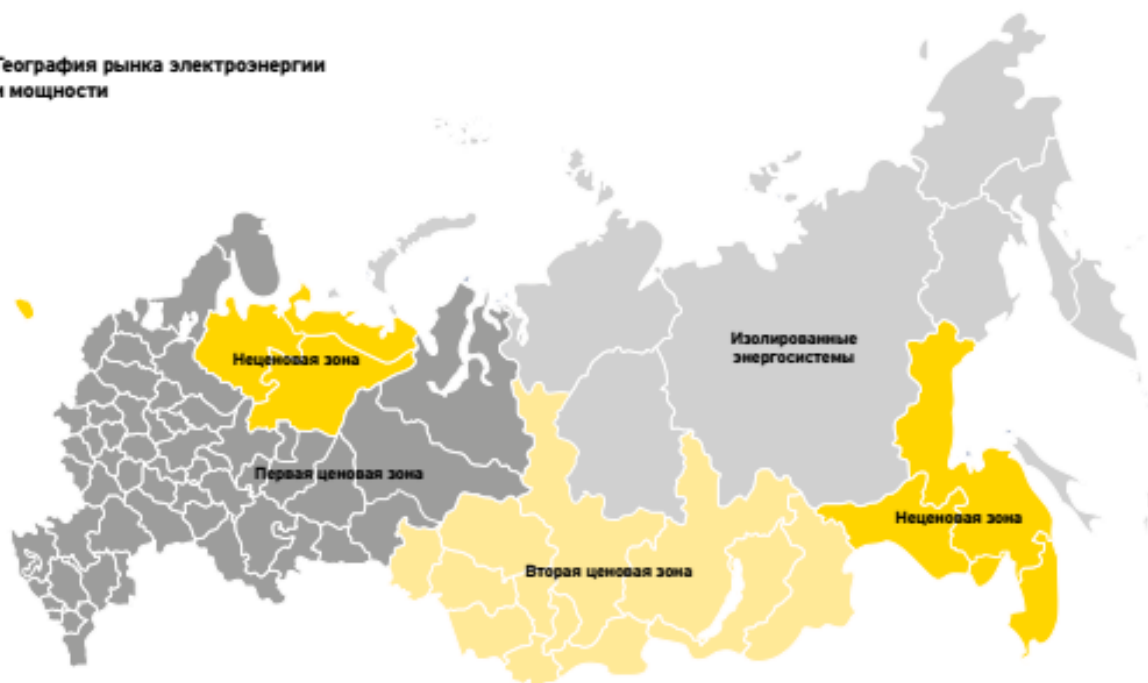 География рынка электроэнергии
и мощности
Изолированные
энергосистемы
Неценовая зона
Первая ценовая зона
Неценовая зона
Вторая ценовая зона